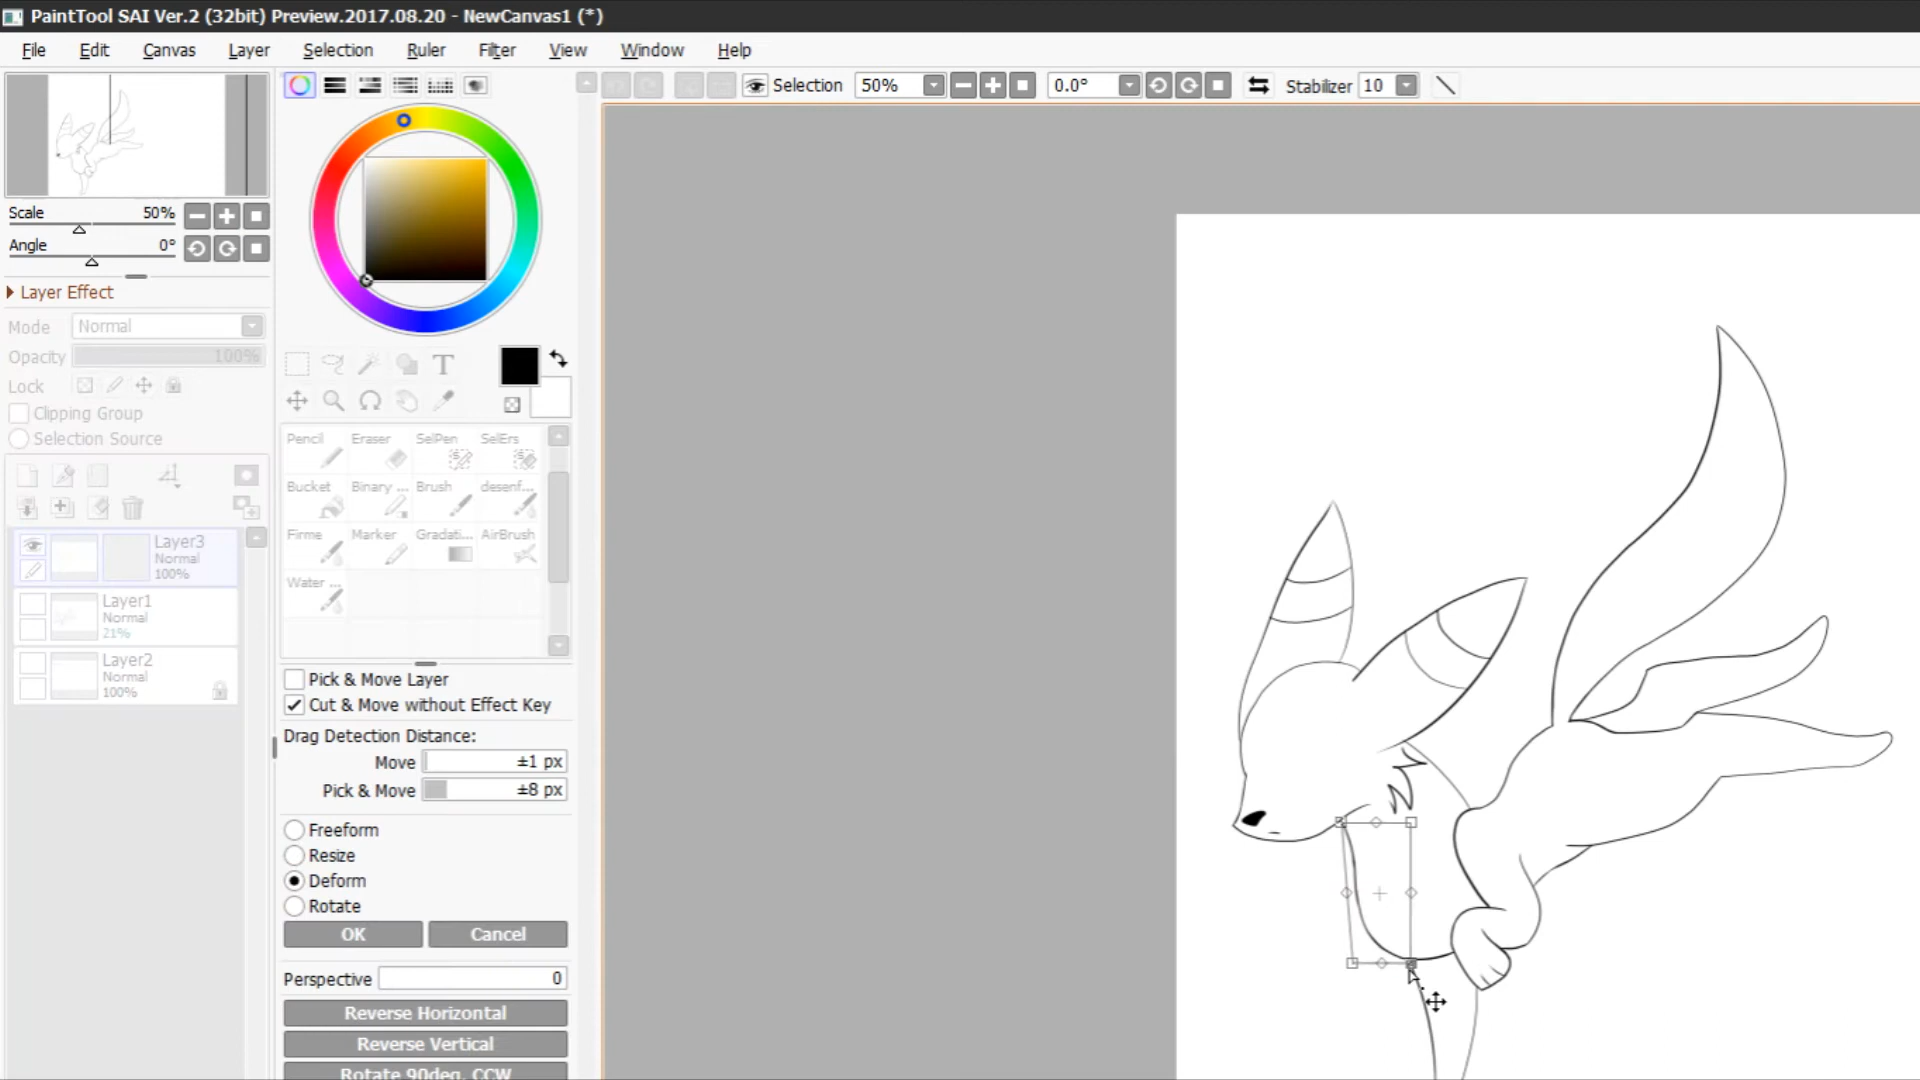 PaintTool SAI Ver.2 (32bit) Preview.2017.08.20 - NewCanvas1 (*)
File Edit Canvas Layer Selection Ruler Filter View Window Help
Selection 50% 0.0° Stabilizer 10
Scale 50%
Angle 0°
Layer Effect
Mode Normal
Opacity 100%
Lock
Clipping Group
Selection Source
Layer3
Normal
100%
Layer1
Normal
21%
Layer2
Normal
100%
T
Pencil Eraser SelPen SelErs
Bucket Binary ... Brush desenf...
Firme Marker Gradati... AirBrush
Water ...
Pick & Move Layer
Cut & Move without Effect Key
Drag Detection Distance:
Move ±1 px
Pick & Move ±8 px
Freeform
Resize
Deform
Rotate
OK Cancel
Perspective 0
Reverse Horizontal
Reverse Vertical
Rotate 90deg. CCW